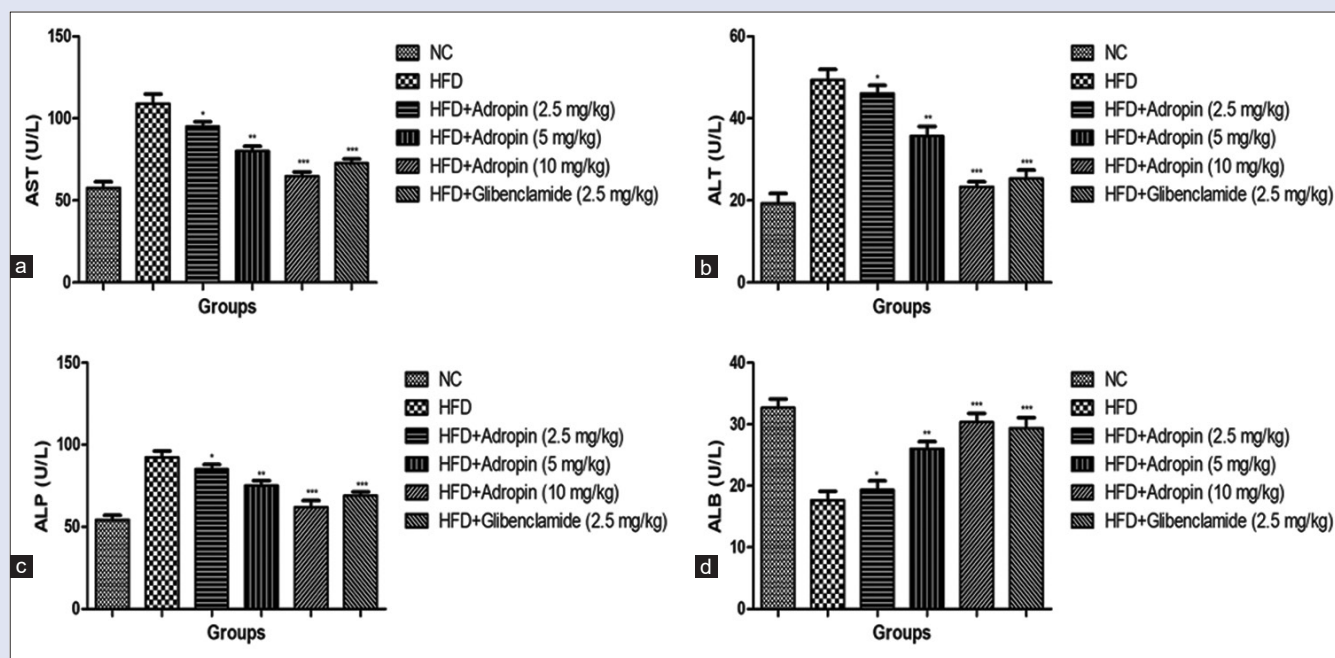 150
100
50
0
AST (U/L)
*
**
***
***
Groups
a
NC
HFD
HFD+Adropin (2.5 mg/kg)
HFD+Adropin (5 mg/kg)
HFD+Adropin (10 mg/kg)
HFD+Glibenclamide (2.5 mg/kg)
60
40
20
0
ALT (U/L)
*
**
***
***
Groups
b
NC
HFD
HFD+Adropin (2.5 mg/kg)
HFD+Adropin (5 mg/kg)
HFD+Adropin (10 mg/kg)
HFD+Glibenclamide (2.5 mg/kg)
150
100
50
0
ALP (U/L)
*
**
***
***
Groups
c
NC
HFD
HFD+Adropin (2.5 mg/kg)
HFD+Adropin (5 mg/kg)
HFD+Adropin (10 mg/kg)
HFD+Glibenclamide (2.5 mg/kg)
40
30
20
10
0
ALB (U/L)
*
**
***
***
Groups
d
NC
HFD
HFD+Adropin (2.5 mg/kg)
HFD+Adropin (5 mg/kg)
HFD+Adropin (10 mg/kg)
HFD+Glibenclamide (2.5 mg/kg)